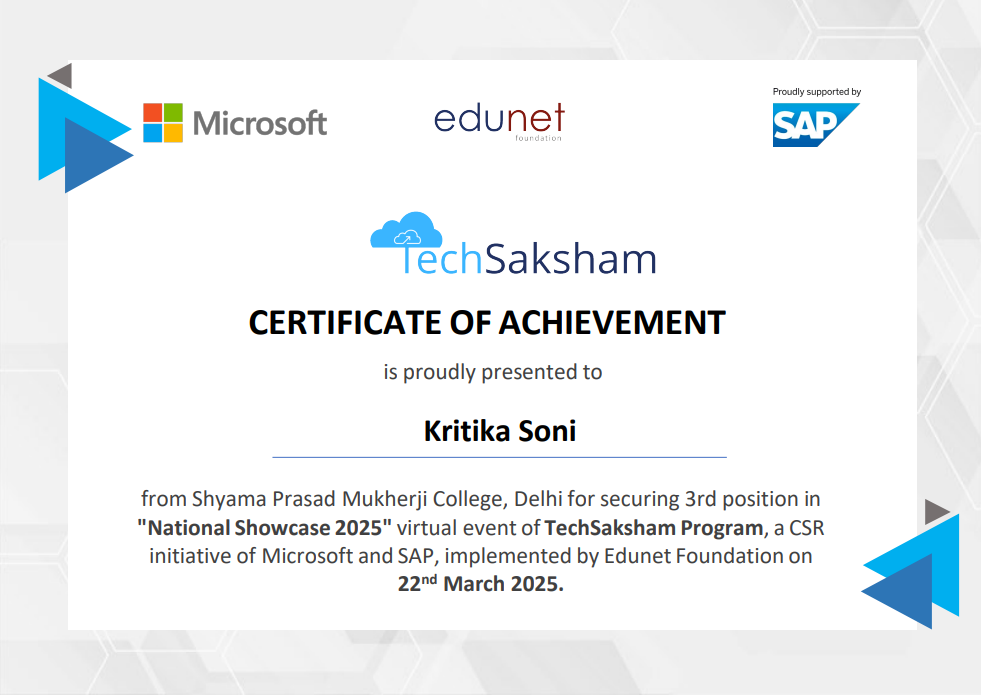 Microsoft
edunet
foundation
Proudly supported by
SAP
TechSaksham
CERTIFICATE OF ACHIEVEMENT
is proudly presented to
Kritika Soni
from Shyama Prasad Mukherji College, Delhi for securing 3rd position in
"National Showcase 2025" virtual event of TechSaksham Program, a CSR
initiative of Microsoft and SAP, implemented by Edunet Foundation on
22nd March 2025.